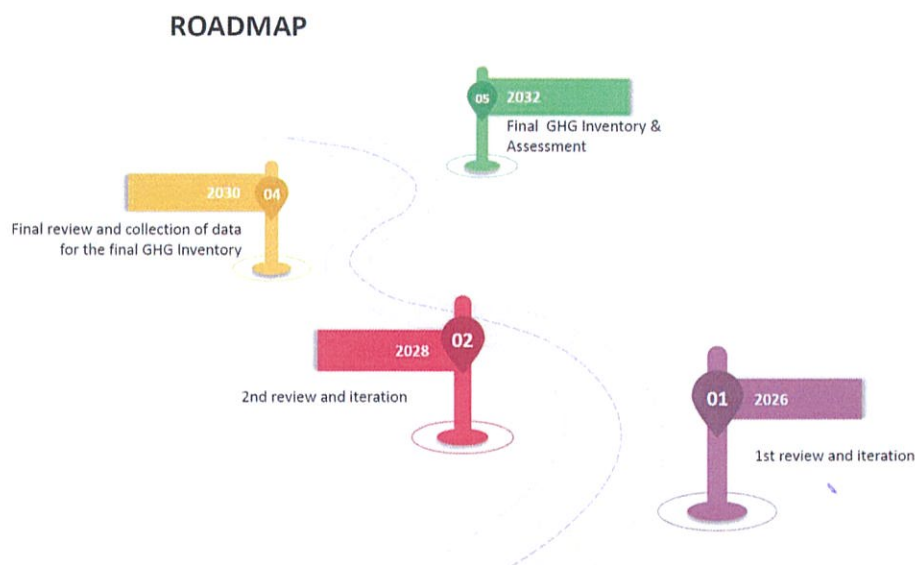 ROADMAP
05 2032
Final GHG Inventory &
Assessment
2030 04
Final review and collection of data
for the final GHG Inventory
2028 02
2nd review and iteration
01 2026
1st review and iteration